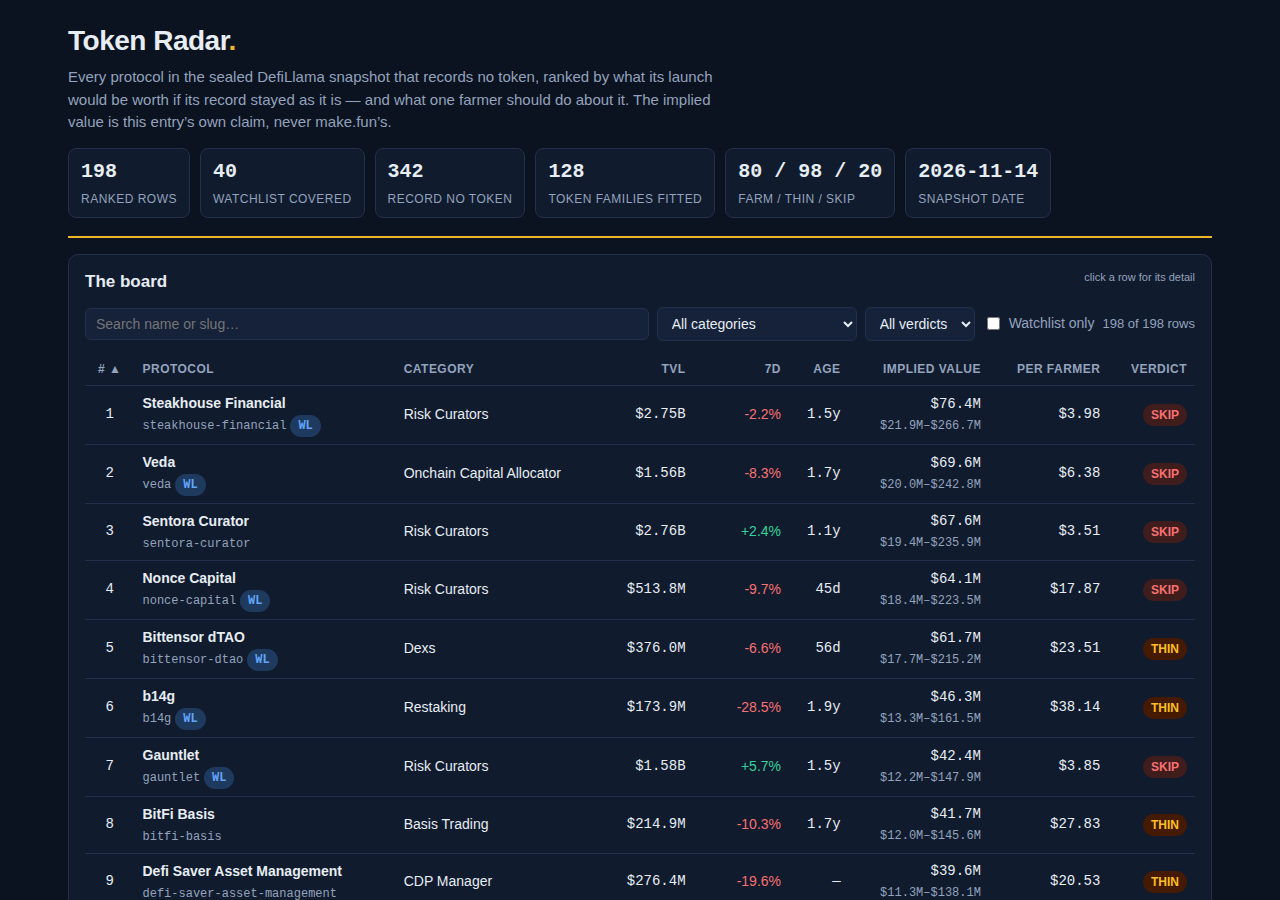 Token Radar.
Every protocol in the sealed DefiLlama snapshot that records no token, ranked by what its launch
would be worth if its record stayed as it is — and what one farmer should do about it. The implied
value is this entry’s own claim, never make.fun’s.
198 40 342 128 80 / 98 / 20 2026-11-14
RANKED ROWS WATCHLIST COVERED RECORD NO TOKEN TOKEN FAMILIES FITTED FARM / THIN / SKIP SNAPSHOT DATE
The board click a row for its detail
Search name or slug… All categories All verdicts Watchlist only 198 of 198 rows
# ▲ PROTOCOL CATEGORY TVL 7D AGE IMPLIED VALUE PER FARMER VERDICT
1 Steakhouse Financial Risk Curators $2.75B -2.2% 1.5y $76.4M $3.98 SKIP
steakhouse-financial WL $21.9M–$266.7M
2 Veda Onchain Capital Allocator $1.56B -8.3% 1.7y $69.6M $6.38 SKIP
veda WL $20.0M–$242.8M
3 Sentora Curator Risk Curators $2.76B +2.4% 1.1y $67.6M $3.51 SKIP
sentora-curator $19.4M–$235.9M
4 Nonce Capital Risk Curators $513.8M -9.7% 45d $64.1M $17.87 SKIP
nonce-capital WL $18.4M–$223.5M
5 Bittensor dTAO Dexs $376.0M -6.6% 56d $61.7M $23.51 THIN
bittensor-dtao WL $17.7M–$215.2M
6 b14g Restaking $173.9M -28.5% 1.9y $46.3M $38.14 THIN
b14g WL $13.3M–$161.5M
7 Gauntlet Risk Curators $1.58B +5.7% 1.5y $42.4M $3.85 SKIP
gauntlet WL $12.2M–$147.9M
8 BitFi Basis Basis Trading $214.9M -10.3% 1.7y $41.7M $27.83 THIN
bitfi-basis $12.0M–$145.6M
9 Defi Saver Asset Management CDP Manager $276.4M -19.6% — $39.6M $20.53 THIN
defi-saver-asset-management $11.3M–$138.1M